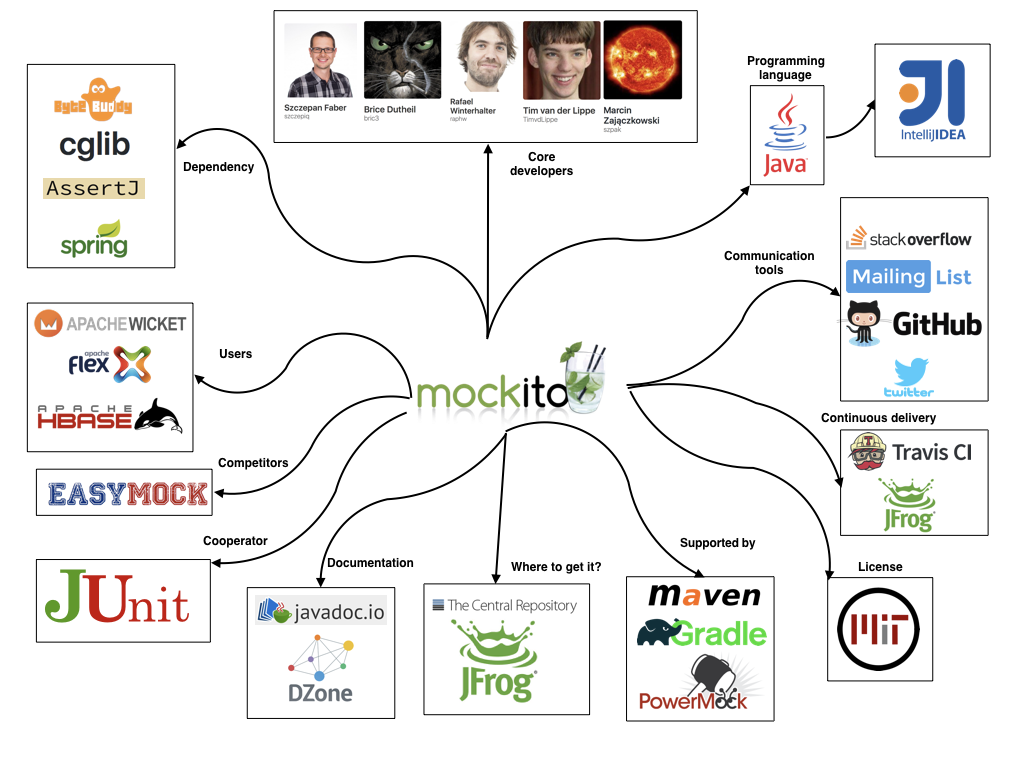 Szczepan Faber
szczepiq
Brice Dutheil
bric3
Rafael
Winterhalter
raphw
Tim van der Lippe
TimvdLippe
Marcin
Zajączkowski
szpak
Core
developers
Programming
language
Java
IntellijIDEA
Byte Buddy
cglib
AssertJ
spring
Dependency
Communication
tools
stackoverflow
Mailing List
GitHub
twitter
APACHE WICKET
apache
flex
APACHE
HBASE
Users
mockito
Continuous delivery
Travis CI
JFrog
Competitors
EASYMOCK
Cooperator
JUnit
Documentation
javadoc.io
DZone
Where to get it?
The Central Repository
JFrog
Supported by
maven
Gradle
PowerMock
License
MIT